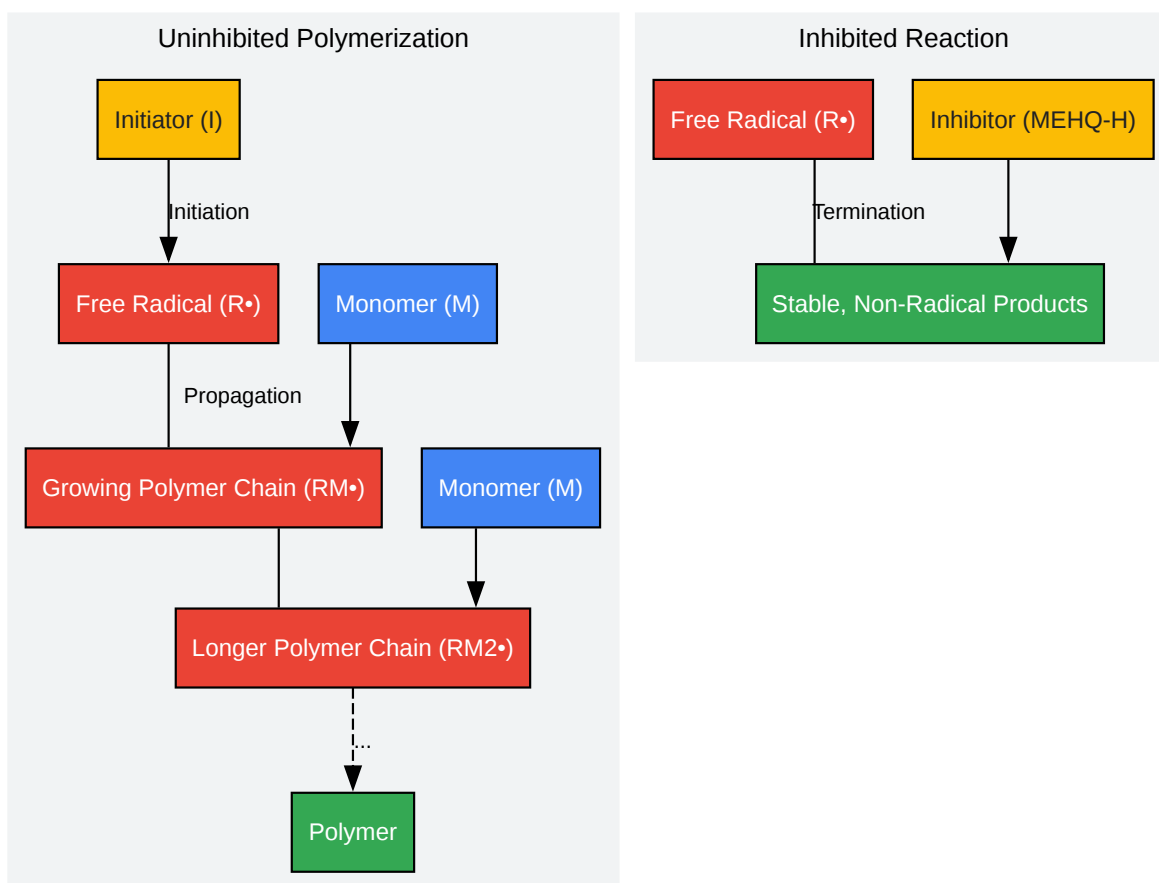 Uninhibited Polymerization
Initiator (I)
Initiation
Free Radical (R•)
Monomer (M)
Propagation
Growing Polymer Chain (RM•)
Monomer (M)
Longer Polymer Chain (RM2•)
...
Polymer
Inhibited Reaction
Free Radical (R•)
Inhibitor (MEHQ-H)
Termination
Stable, Non-Radical Products